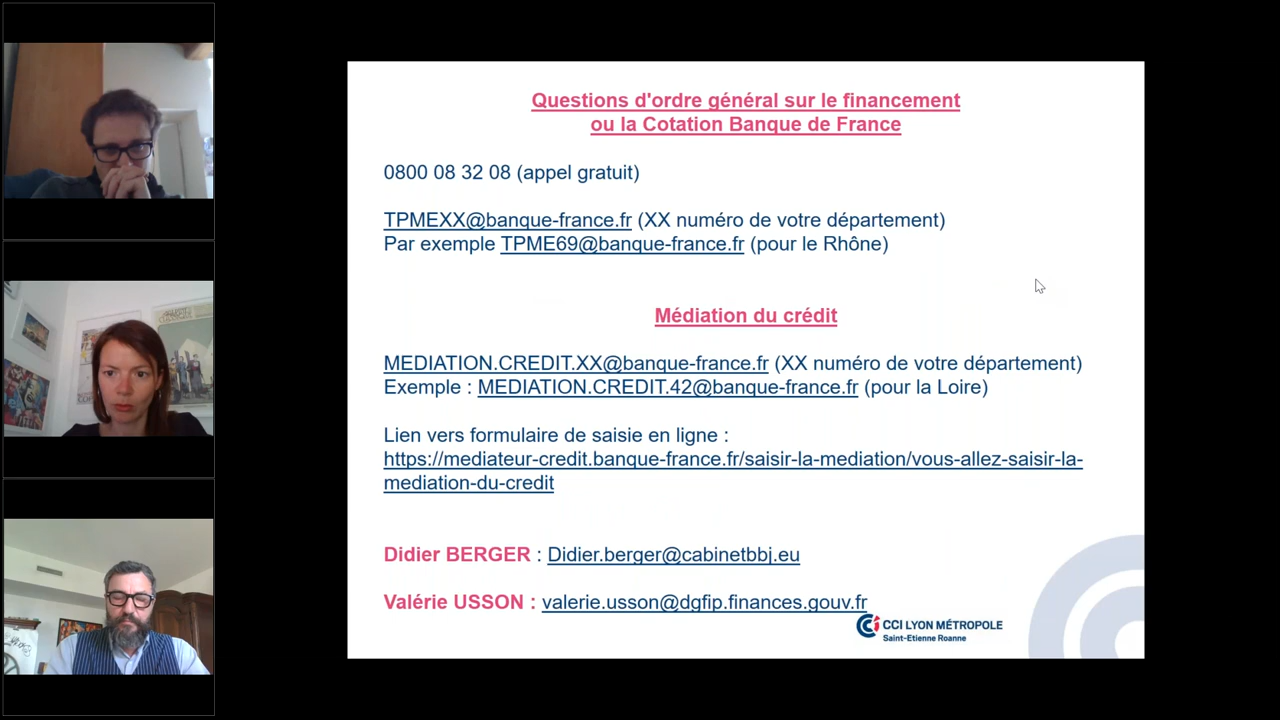 Questions d'ordre général sur le financement
ou la Cotation Banque de France
0800 08 32 08 (appel gratuit)
TPMEXX@banque-france.fr (XX numéro de votre département)
Par exemple TPME69@banque-france.fr (pour le Rhône)
Médiation du crédit
MEDIATION.CREDIT.XX@banque-france.fr (XX numéro de votre département)
Exemple : MEDIATION.CREDIT.42@banque-france.fr (pour la Loire)
Lien vers formulaire de saisie en ligne :
https://mediateur-credit.banque-france.fr/saisir-la-mediation/vous-allez-saisir-la-
mediation-du-credit
Didier BERGER : Didier.berger@cabinetbbj.eu
Valérie USSON : valerie.usson@dgfip.finances.gouv.fr
CCI LYON MÉTROPOLE
Saint-Etienne Roanne